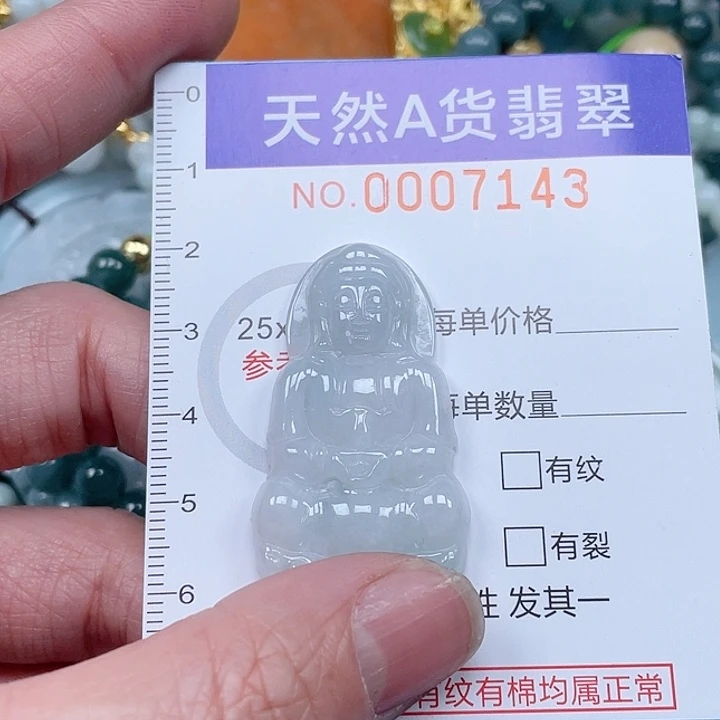 天然A货翡翠
NO.0007143
0
1
2
3
4
5
6
25x
每单价格
参考
每单数量
有纹
有裂
性 发其一
有纹有棉均属正常